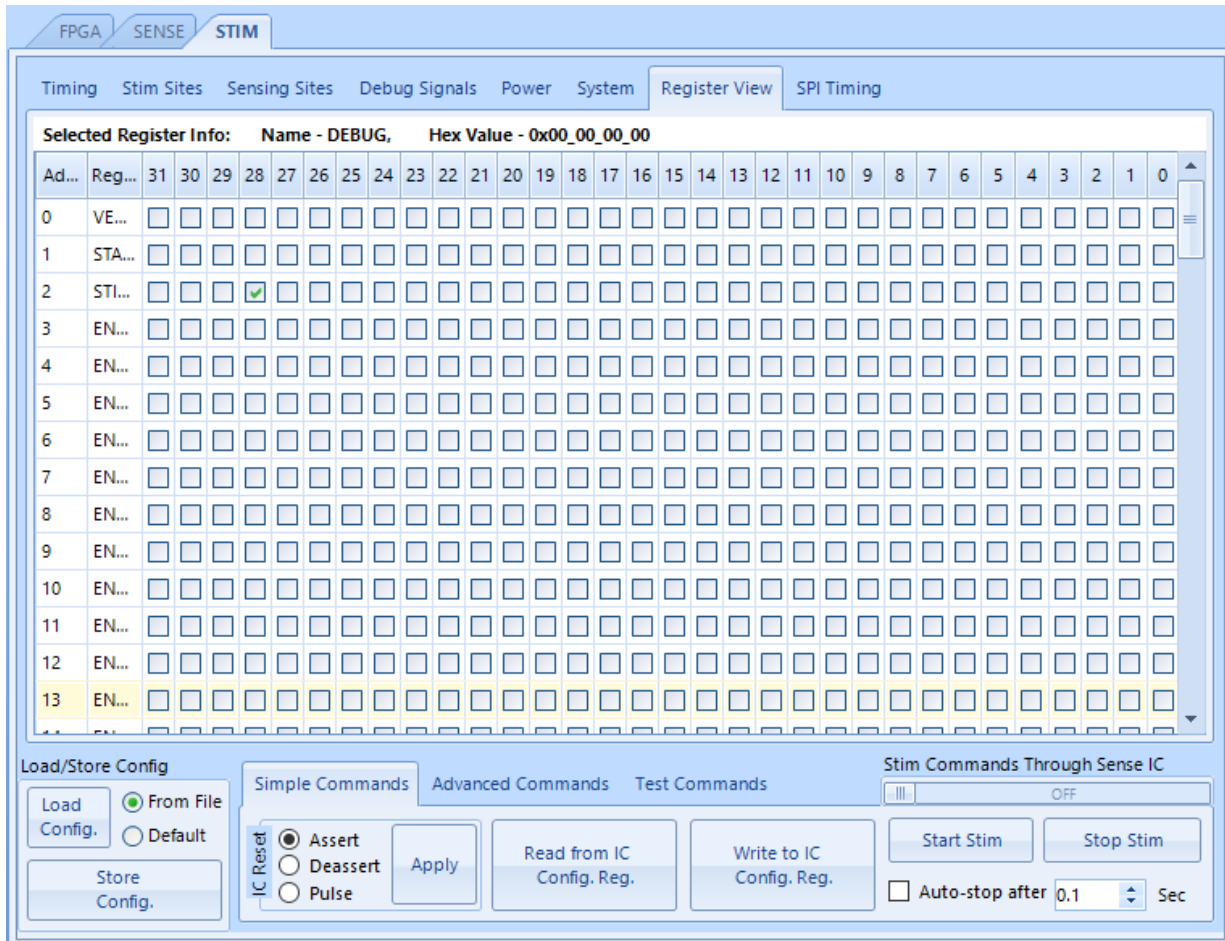 FPGA SENSE STIM
Timing Stim Sites Sensing Sites Debug Signals Power System Register View SPI Timing
Selected Register Info: Name - DEBUG, Hex Value - 0x00_00_00_00
Ad... Reg... 31 30 29 28 27 26 25 24 23 22 21 20 19 18 17 16 15 14 13 12 11 10 9 8 7 6 5 4 3 2 1 0
0 VE...
1 STA...
2 STI...
3 EN...
4 EN...
5 EN...
6 EN...
7 EN...
8 EN...
9 EN...
10 EN...
11 EN...
12 EN...
13 EN...
Load/Store Config
Load
Config.
From File
Default
Store
Config.
Simple Commands Advanced Commands Test Commands
IC Reset
Assert
Deassert
Pulse
Apply
Read from IC
Config. Reg.
Write to IC
Config. Reg.
Stim Commands Through Sense IC
OFF
Start Stim Stop Stim
Auto-stop after 0.1 Sec